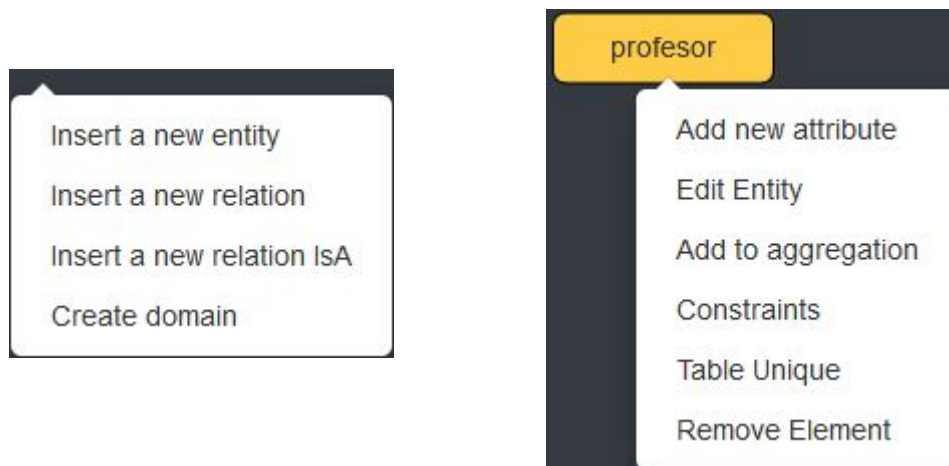 Insert a new entity
Insert a new relation
Insert a new relation IsA
Create domain
profesor
Add new attribute
Edit Entity
Add to aggregation
Constraints
Table Unique
Remove Element